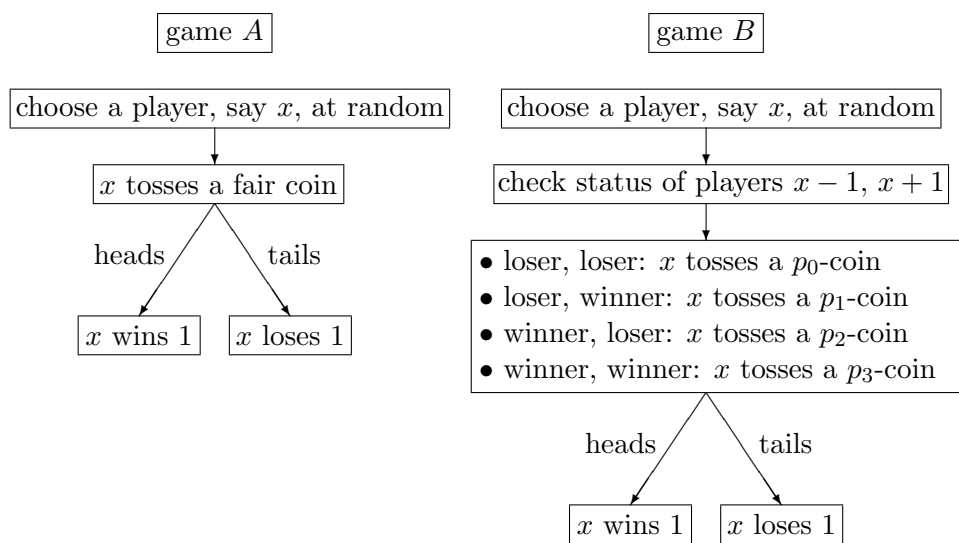 game A
choose a player, say x, at random
x tosses a fair coin
heads
tails
x wins 1
x loses 1
game B
choose a player, say x, at random
check status of players x − 1, x + 1
• loser, loser: x tosses a p₀-coin
• loser, winner: x tosses a p₁-coin
• winner, loser: x tosses a p₂-coin
• winner, winner: x tosses a p₃-coin
heads
tails
x wins 1
x loses 1